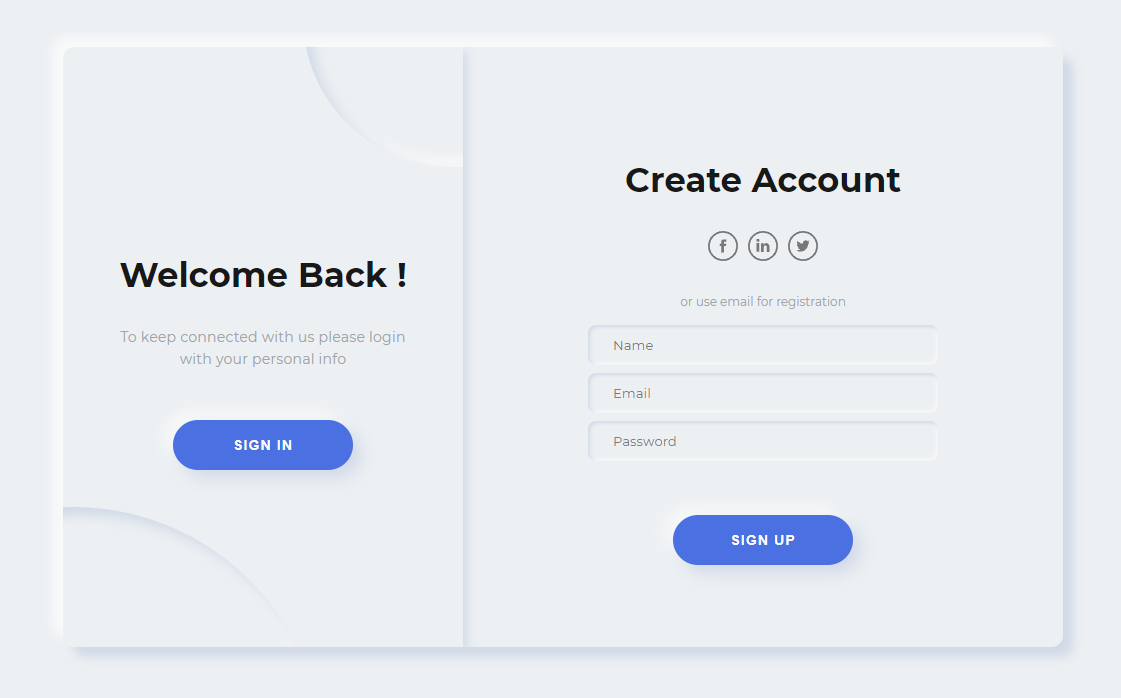 Welcome Back !
To keep connected with us please login
with your personal info
SIGN IN
Create Account
or use email for registration
Name
Email
Password
SIGN UP